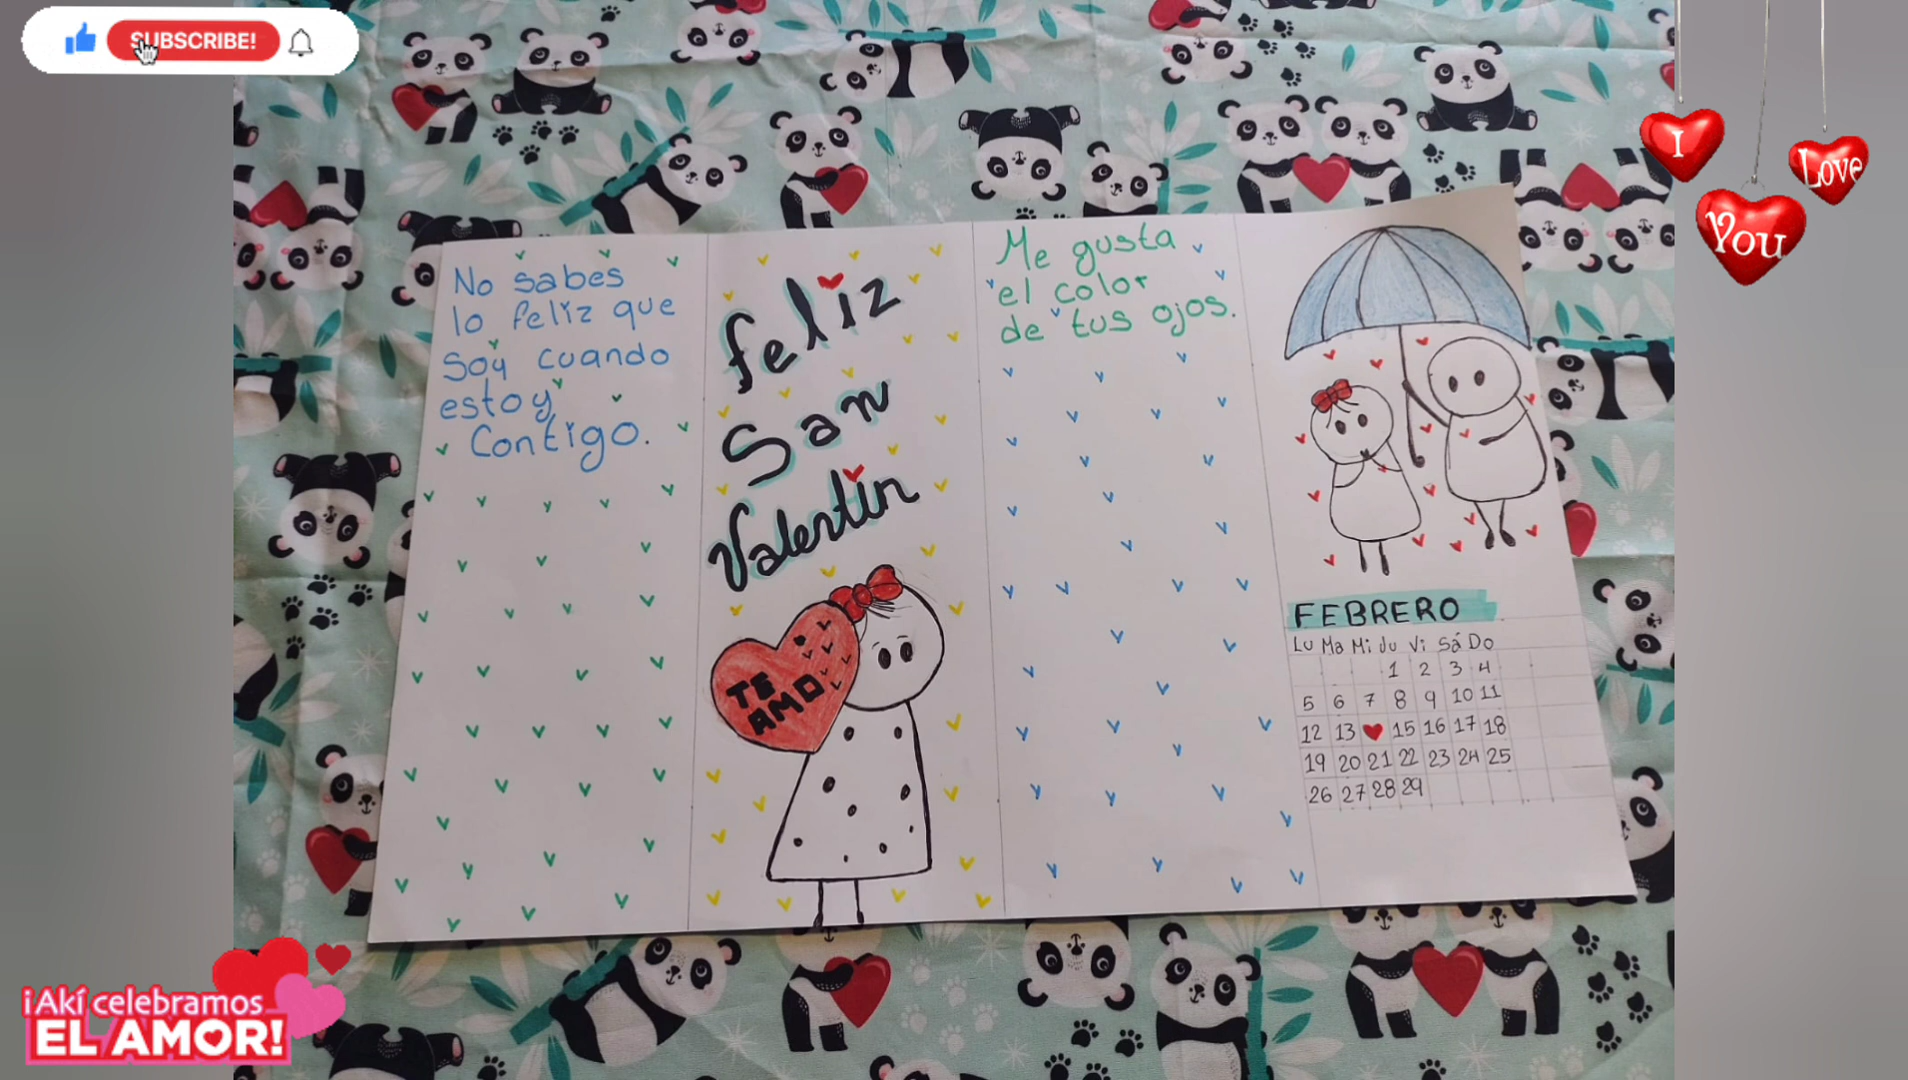 SUBSCRIBE!
I
Love
You
No sabes
lo feliz que
soy cuando
estoy
Contigo.
feliz
San
Valentín
TE
AMO
Me gusta
el color
de tus ojos.
FEBRERO
Lu Ma Mi Ju Vi Sá Do
1 2 3 4
5 6 7 8 9 10 11
12 13 15 16 17 18
19 20 21 22 23 24 25
26 27 28 29
¡Akí celebramos
EL AMOR!